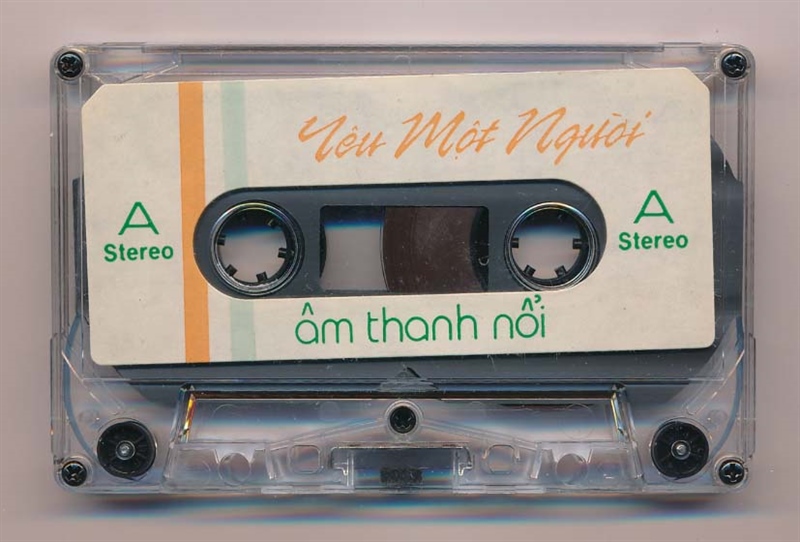 Yêu Một Người
A
Stereo
A
Stereo
âm thanh nổi